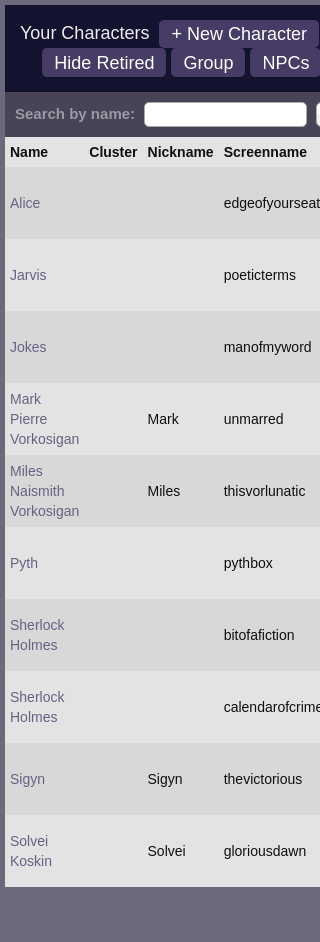 Your Characters + New Character
Hide Retired Group NPCs
Search by name:
Name Cluster Nickname Screenname
Alice edgeofyourseat
Jarvis poeticterms
Jokes manofmyword
Mark
Pierre Mark unmarred
Vorkosigan
Miles
Naismith Miles thisvorlunatic
Vorkosigan
Pyth pythbox
Sherlock
Holmes
bitofafiction
Sherlock
Holmes
calendarofcrime
Sigyn Sigyn thevictorious
Solvei
Koskin
Solvei gloriousdawn